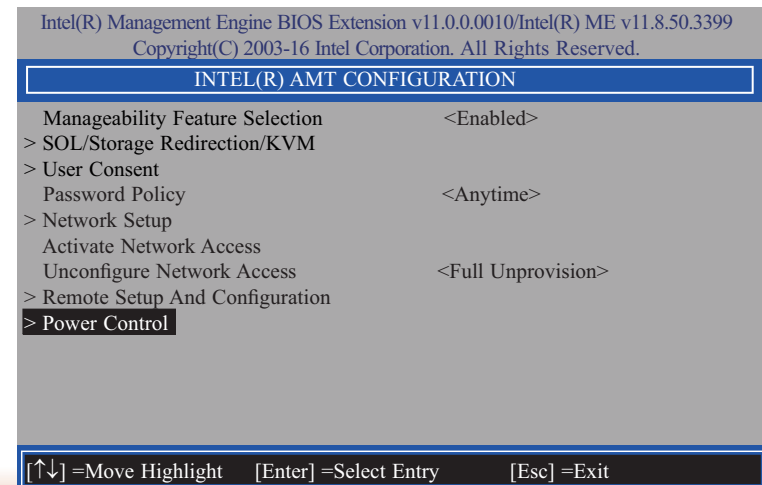 Intel(R) Management Engine BIOS Extension v11.0.0.0010/Intel(R) ME v11.8.50.3399
Copyright(C) 2003-16 Intel Corporation. All Rights Reserved.
INTEL(R) AMT CONFIGURATION
Manageability Feature Selection <Enabled>
> SOL/Storage Redirection/KVM
> User Consent
Password Policy <Anytime>
> Network Setup
Activate Network Access
Unconfigure Network Access <Full Unprovision>
> Remote Setup And Configuration
> Power Control
[↑↓] =Move Highlight [Enter] =Select Entry [Esc] =Exit